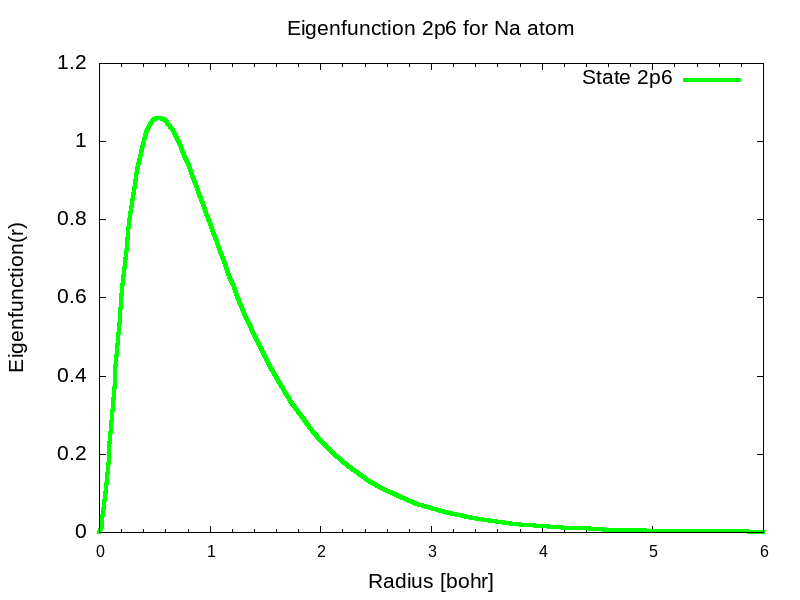 Eigenfunction 2p6 for Na atom
State 2p6
1.2
1
0.8
0.6
0.4
0.2
0
Eigenfunction(r)
0 1 2 3 4 5 6
Radius [bohr]